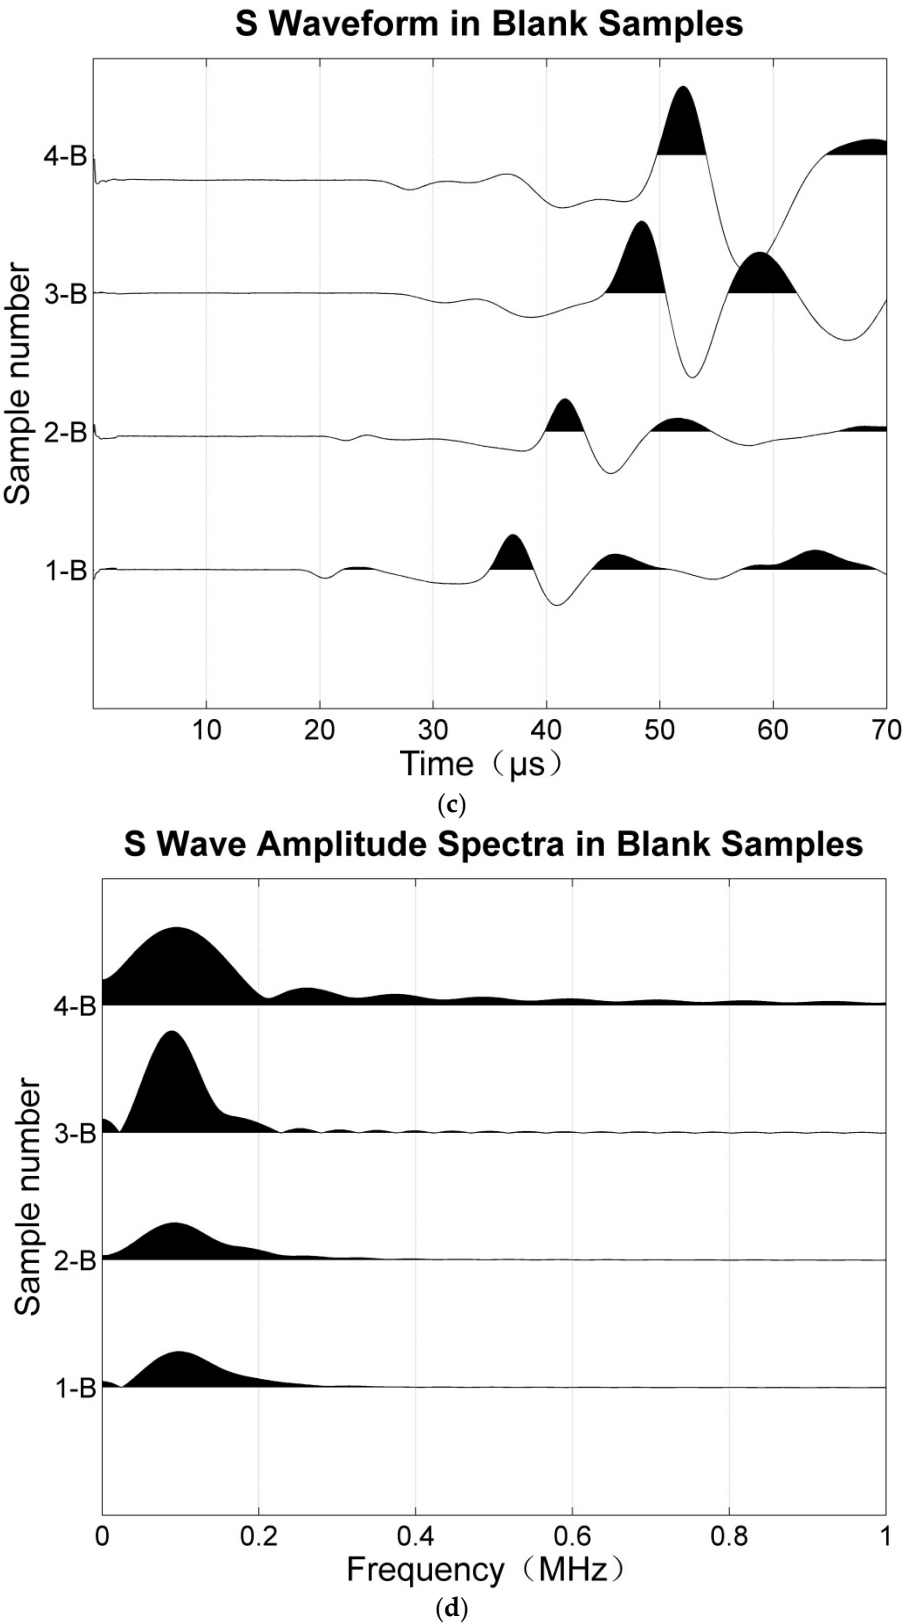 S Waveform in Blank Samples
4-B
3-B
2-B
1-B
Sample number
10 20 30 40 50 60 70
Time（μs）
(c)
S Wave Amplitude Spectra in Blank Samples
4-B
3-B
2-B
1-B
Sample number
0 0.2 0.4 0.6 0.8 1
Frequency（MHz）
(d)